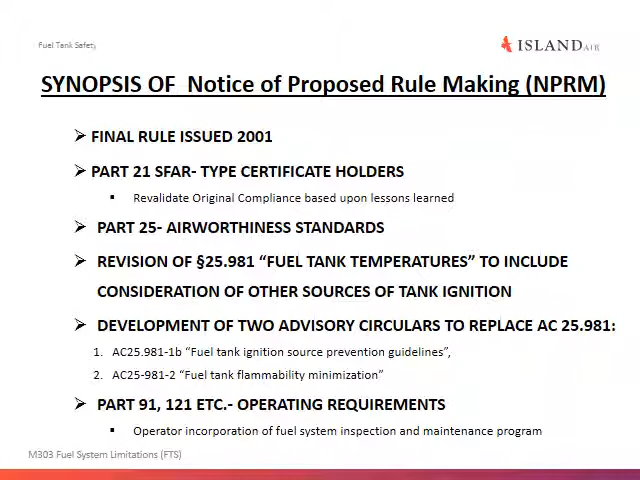 Fuel Tank Safety
ISLAND AIR
SYNOPSIS OF Notice of Proposed Rule Making (NPRM)
FINAL RULE ISSUED 2001
PART 21 SFAR- TYPE CERTIFICATE HOLDERS
Revalidate Original Compliance based upon lessons learned
PART 25- AIRWORTHINESS STANDARDS
REVISION OF §25.981 “FUEL TANK TEMPERATURES” TO INCLUDE
CONSIDERATION OF OTHER SOURCES OF TANK IGNITION
DEVELOPMENT OF TWO ADVISORY CIRCULARS TO REPLACE AC 25.981:
1. AC25.981-1b “Fuel tank ignition source prevention guidelines”,
2. AC25-981-2 “Fuel tank flammability minimization”
PART 91, 121 ETC.- OPERATING REQUIREMENTS
Operator incorporation of fuel system inspection and maintenance program
M303 Fuel System Limitations (FTS)